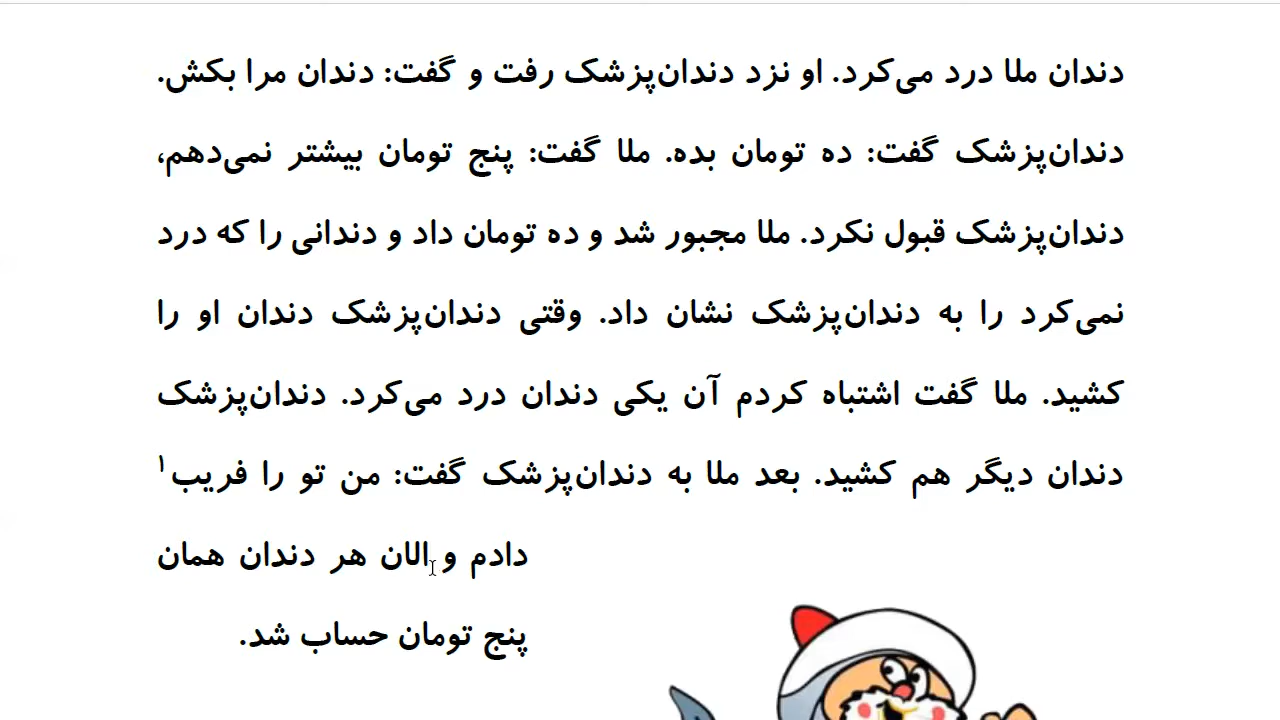 دندان ملا درد می‌کرد. او نزد دندان‌پزشک رفت و گفت: دندان مرا بکش.
دندان‌پزشک گفت: ده تومان بده. ملا گفت: پنج تومان بیشتر نمی‌دهم،
دندان‌پزشک قبول نکرد. ملا مجبور شد و ده تومان داد و دندانی را که درد
نمی‌کرد را به دندان‌پزشک نشان داد. وقتی دندان‌پزشک دندان او را
کشید. ملا گفت اشتباه کردم آن یکی دندان درد می‌کرد. دندان‌پزشک
دندان دیگر هم کشید. بعد ملا به دندان‌پزشک گفت: من تو را فریب۱
دادم و الان هر دندان همان
پنج تومان حساب شد.